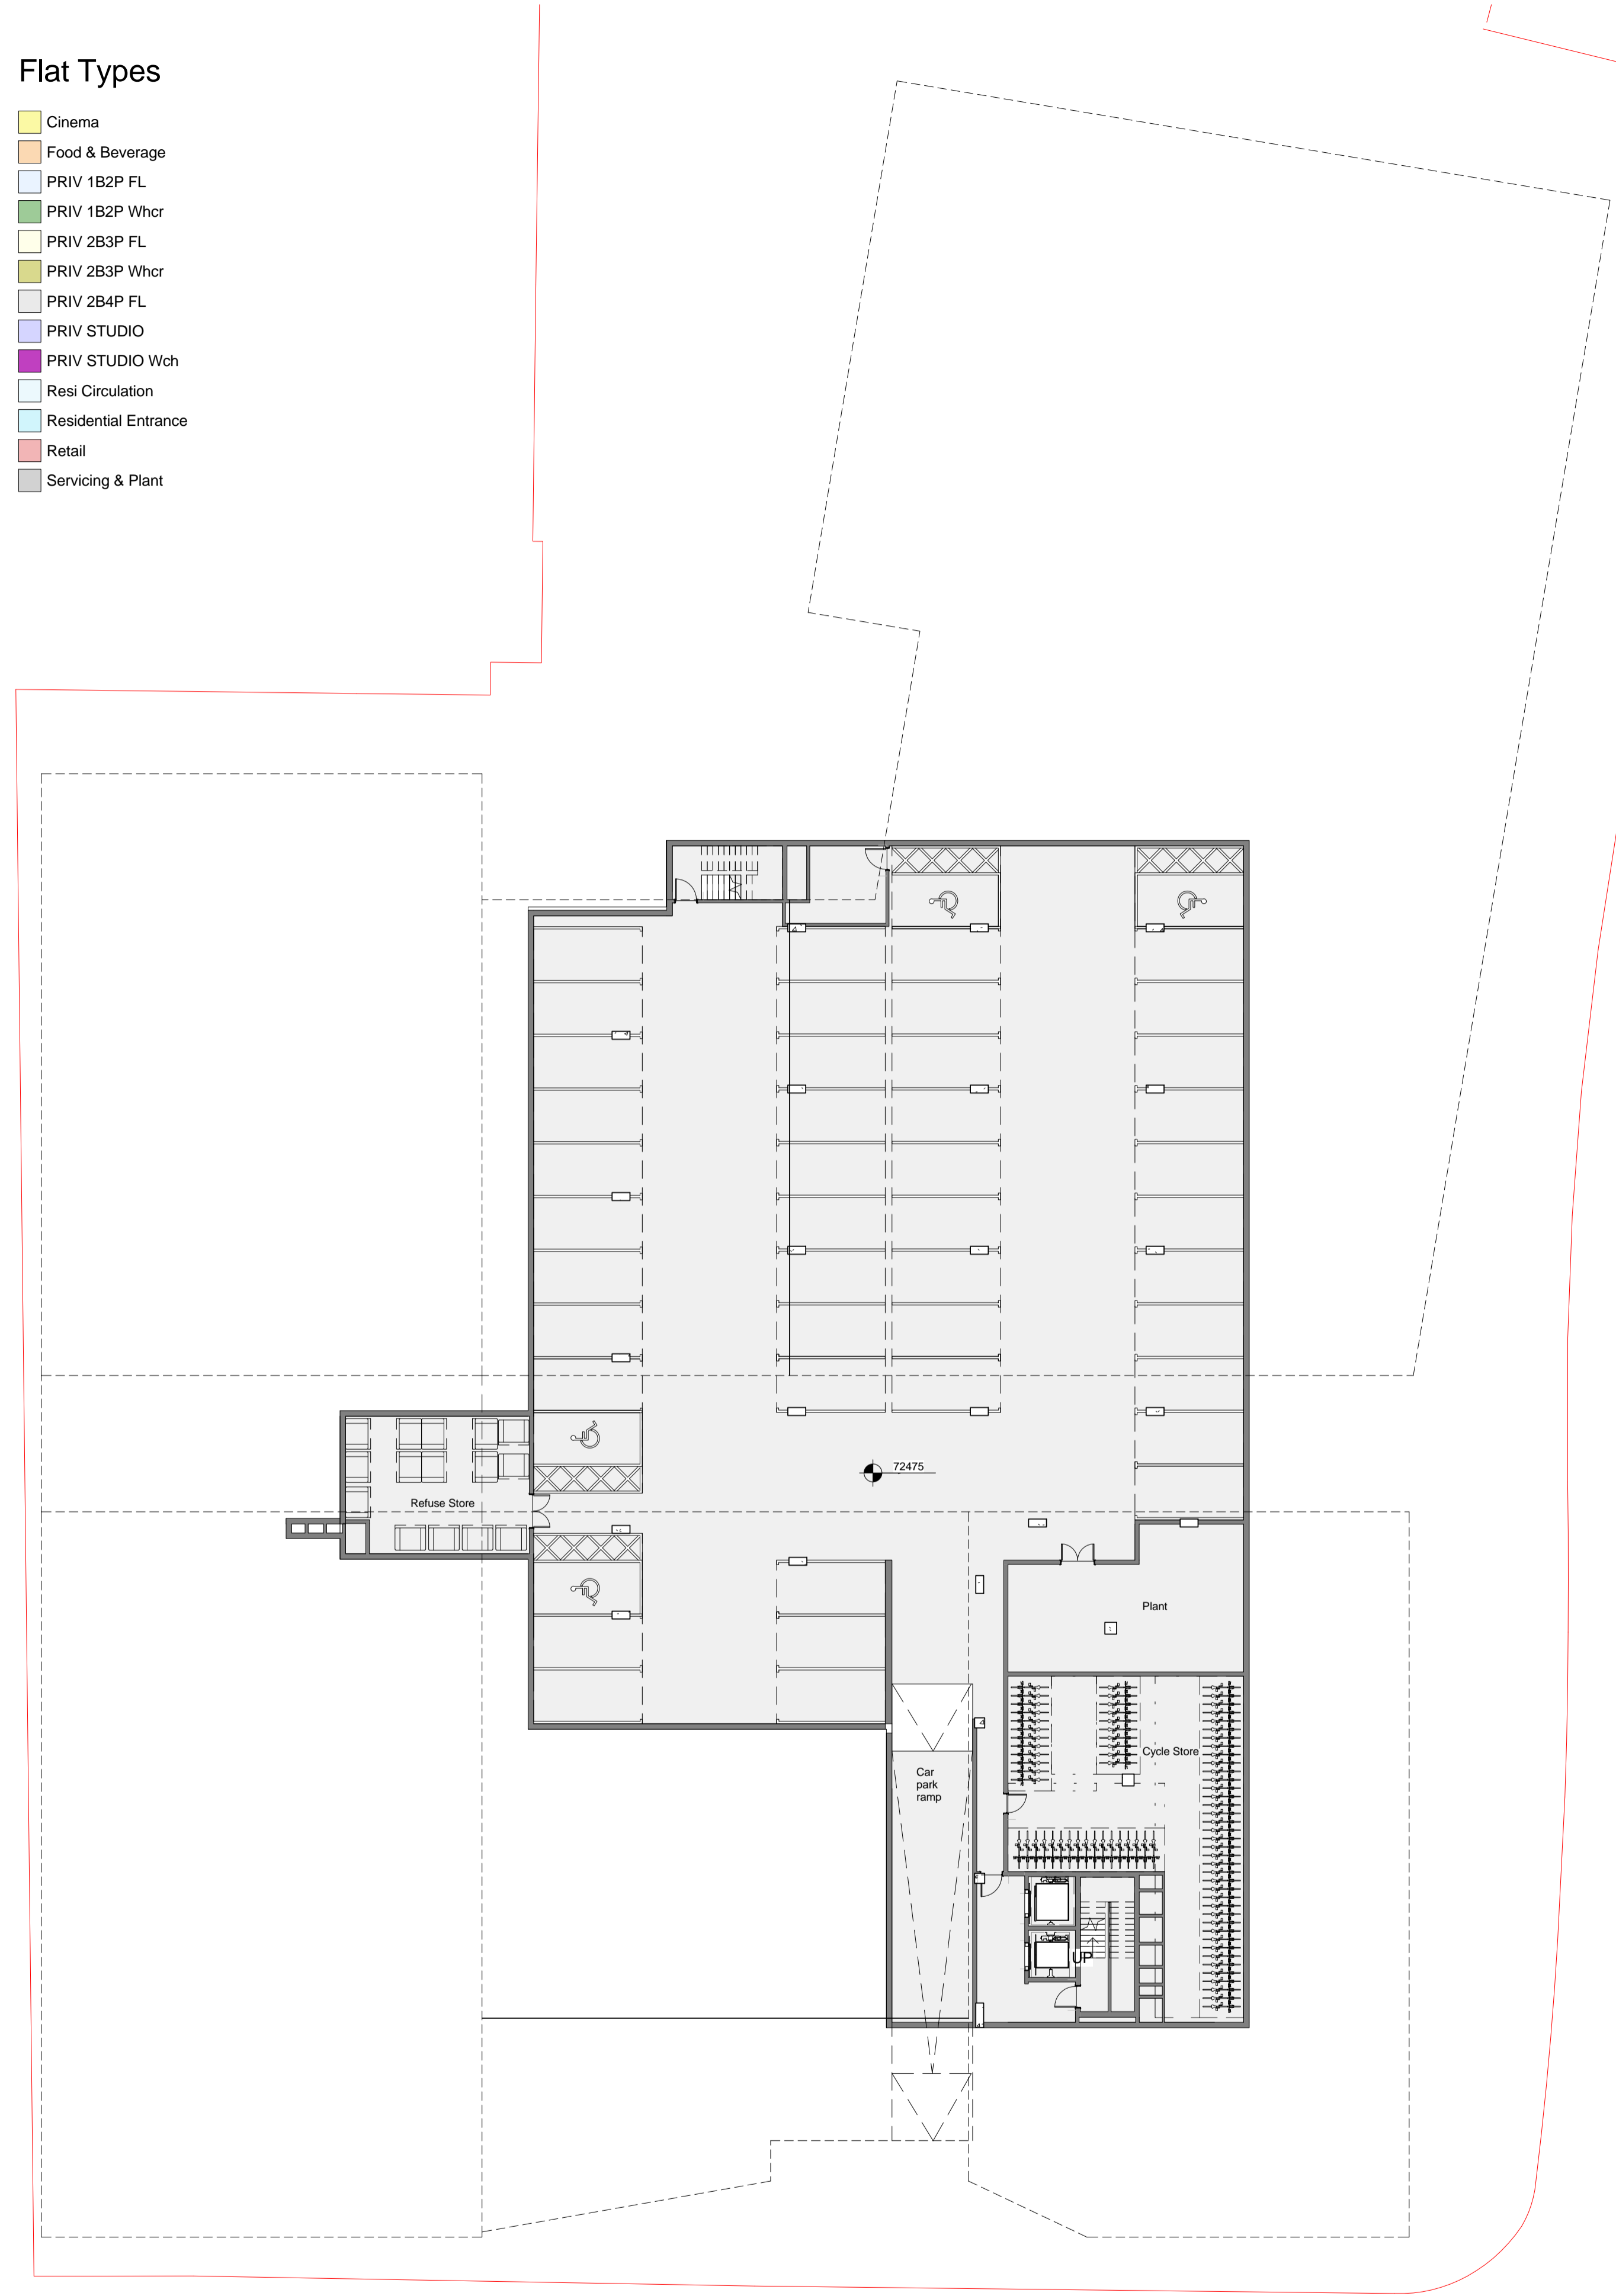 Flat Types
Cinema
Food & Beverage
PRIV 1B2P FL
PRIV 1B2P Whcr
PRIV 2B3P FL
PRIV 2B3P Whcr
PRIV 2B4P FL
PRIV STUDIO
PRIV STUDIO Wch
Resi Circulation
Residential Entrance
Retail
Servicing & Plant
72475
Refuse Store
Plant
Cycle Store
Car
park
ramp
UP